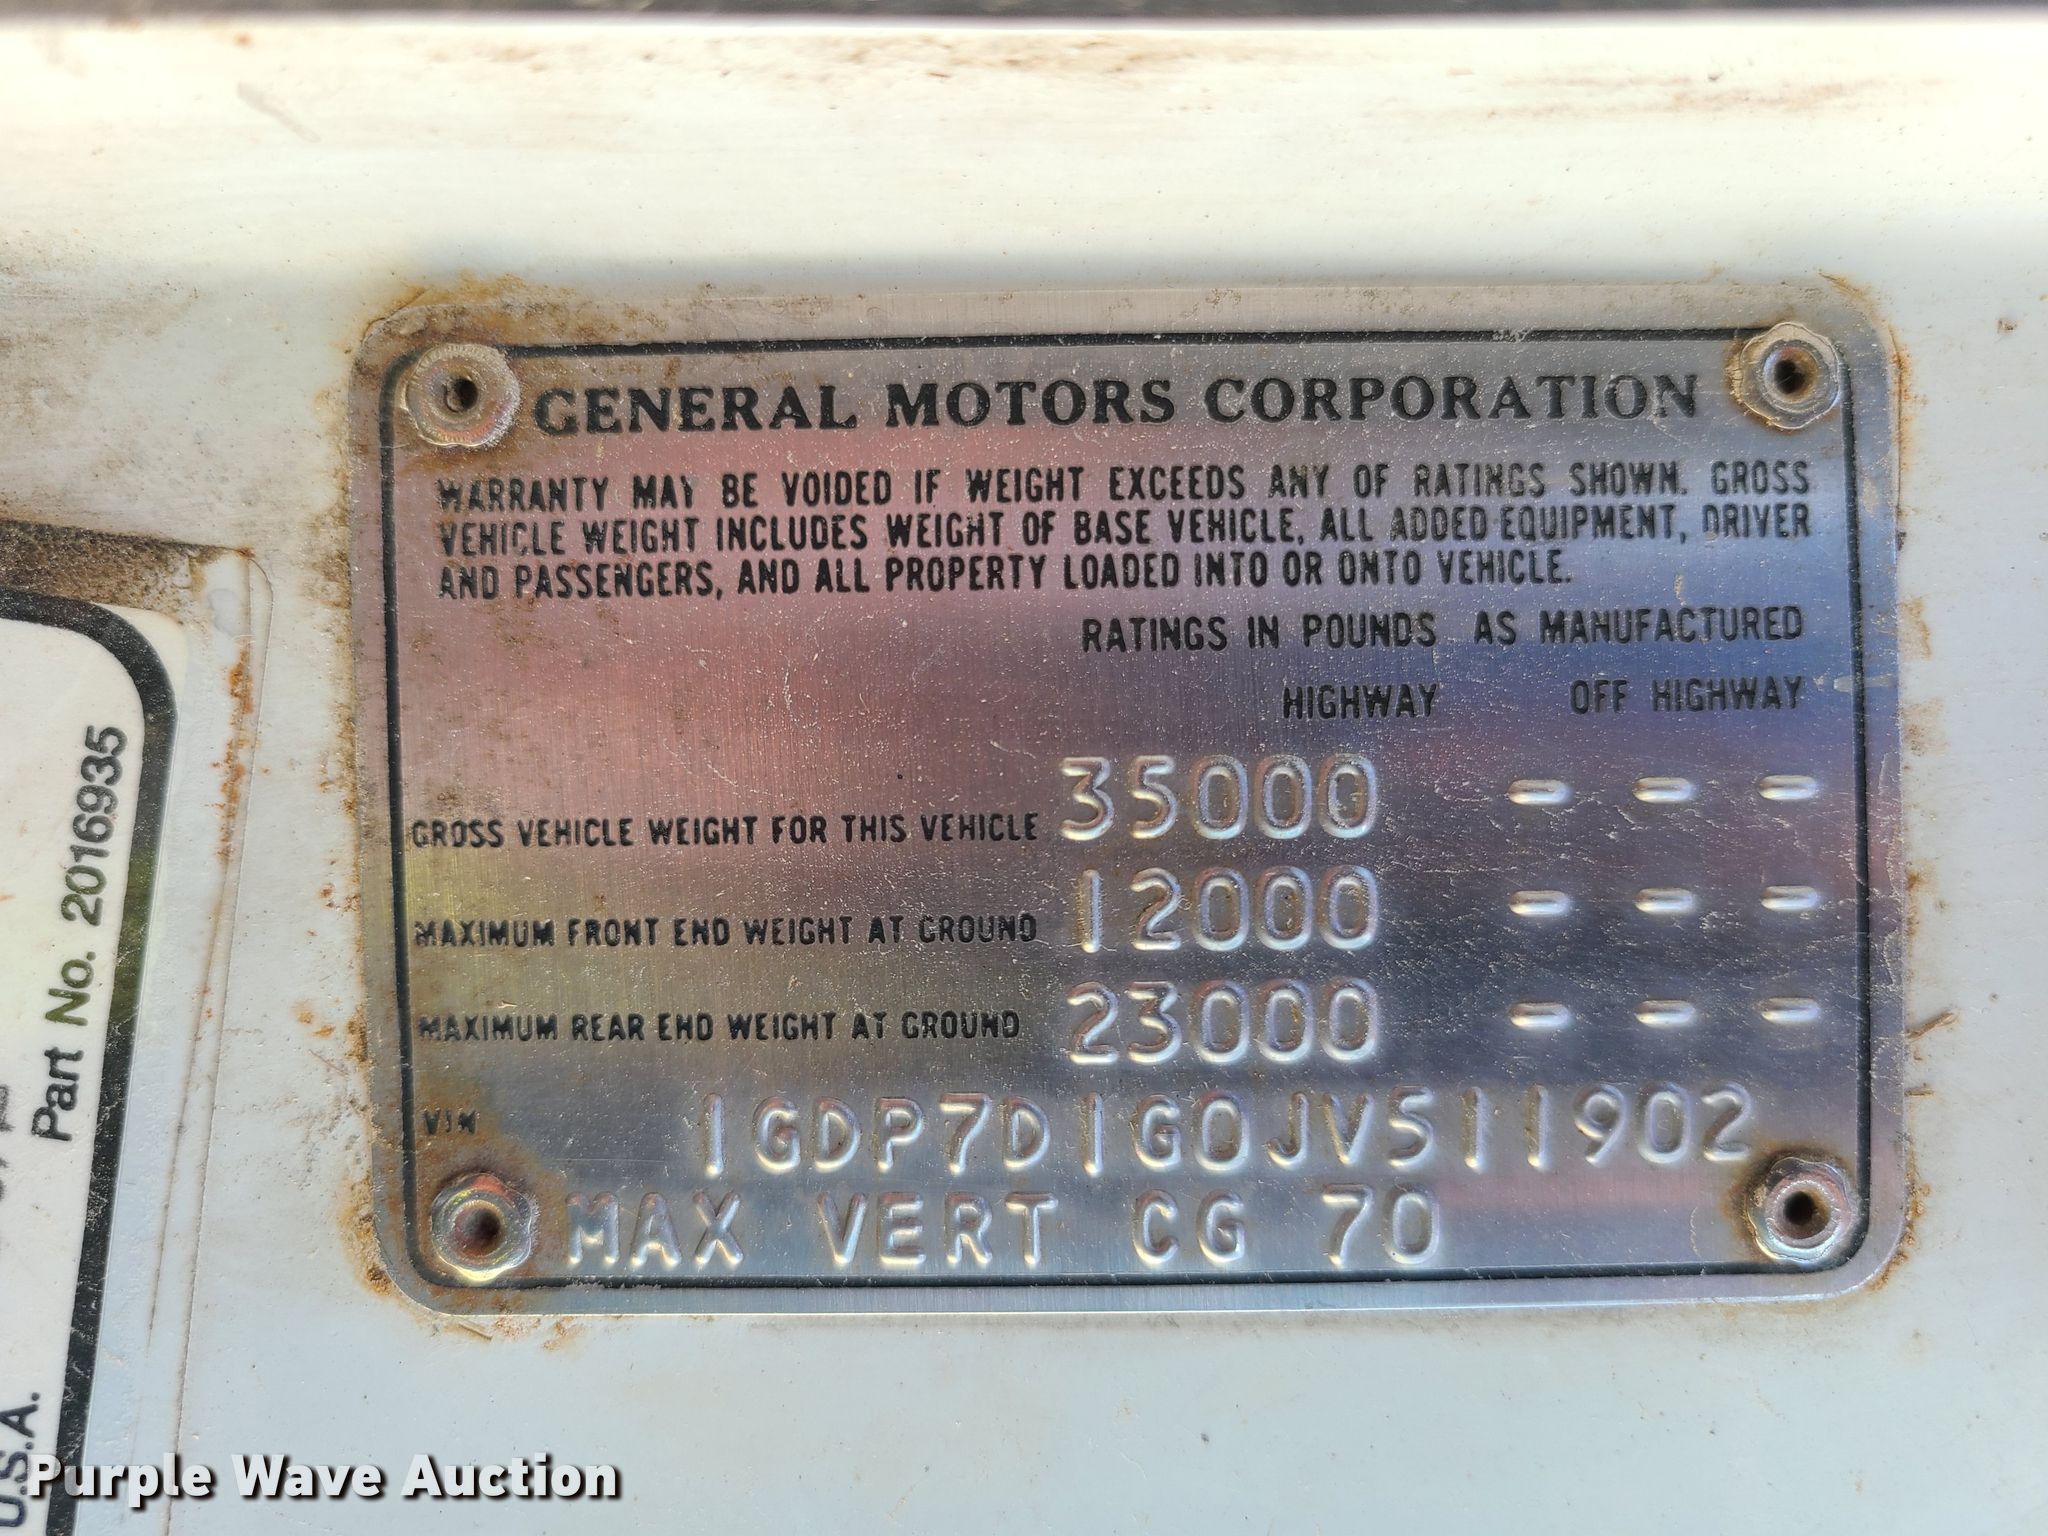 GENERAL MOTORS CORPORATION
WARRANTY MAY BE VOIDED IF WEIGHT EXCEEDS ANY OF RATINGS SHOWN. GROSS
VEHICLE WEIGHT INCLUDES WEIGHT OF BASE VEHICLE, ALL ADDED EQUIPMENT, DRIVER
AND PASSENGERS, AND ALL PROPERTY LOADED INTO OR ONTO VEHICLE.
RATINGS IN POUNDS AS MANUFACTURED
HIGHWAY OFF HIGHWAY
GROSS VEHICLE WEIGHT FOR THIS VEHICLE 35000 - - -
MAXIMUM FRONT END WEIGHT AT GROUND 12000 - - -
MAXIMUM REAR END WEIGHT AT GROUND 23000 - - -
VIN 1GDP7D1G0JV511902
MAX VERT CG 70
Part No. 2016935
U.S.A.
Purple Wave Auction